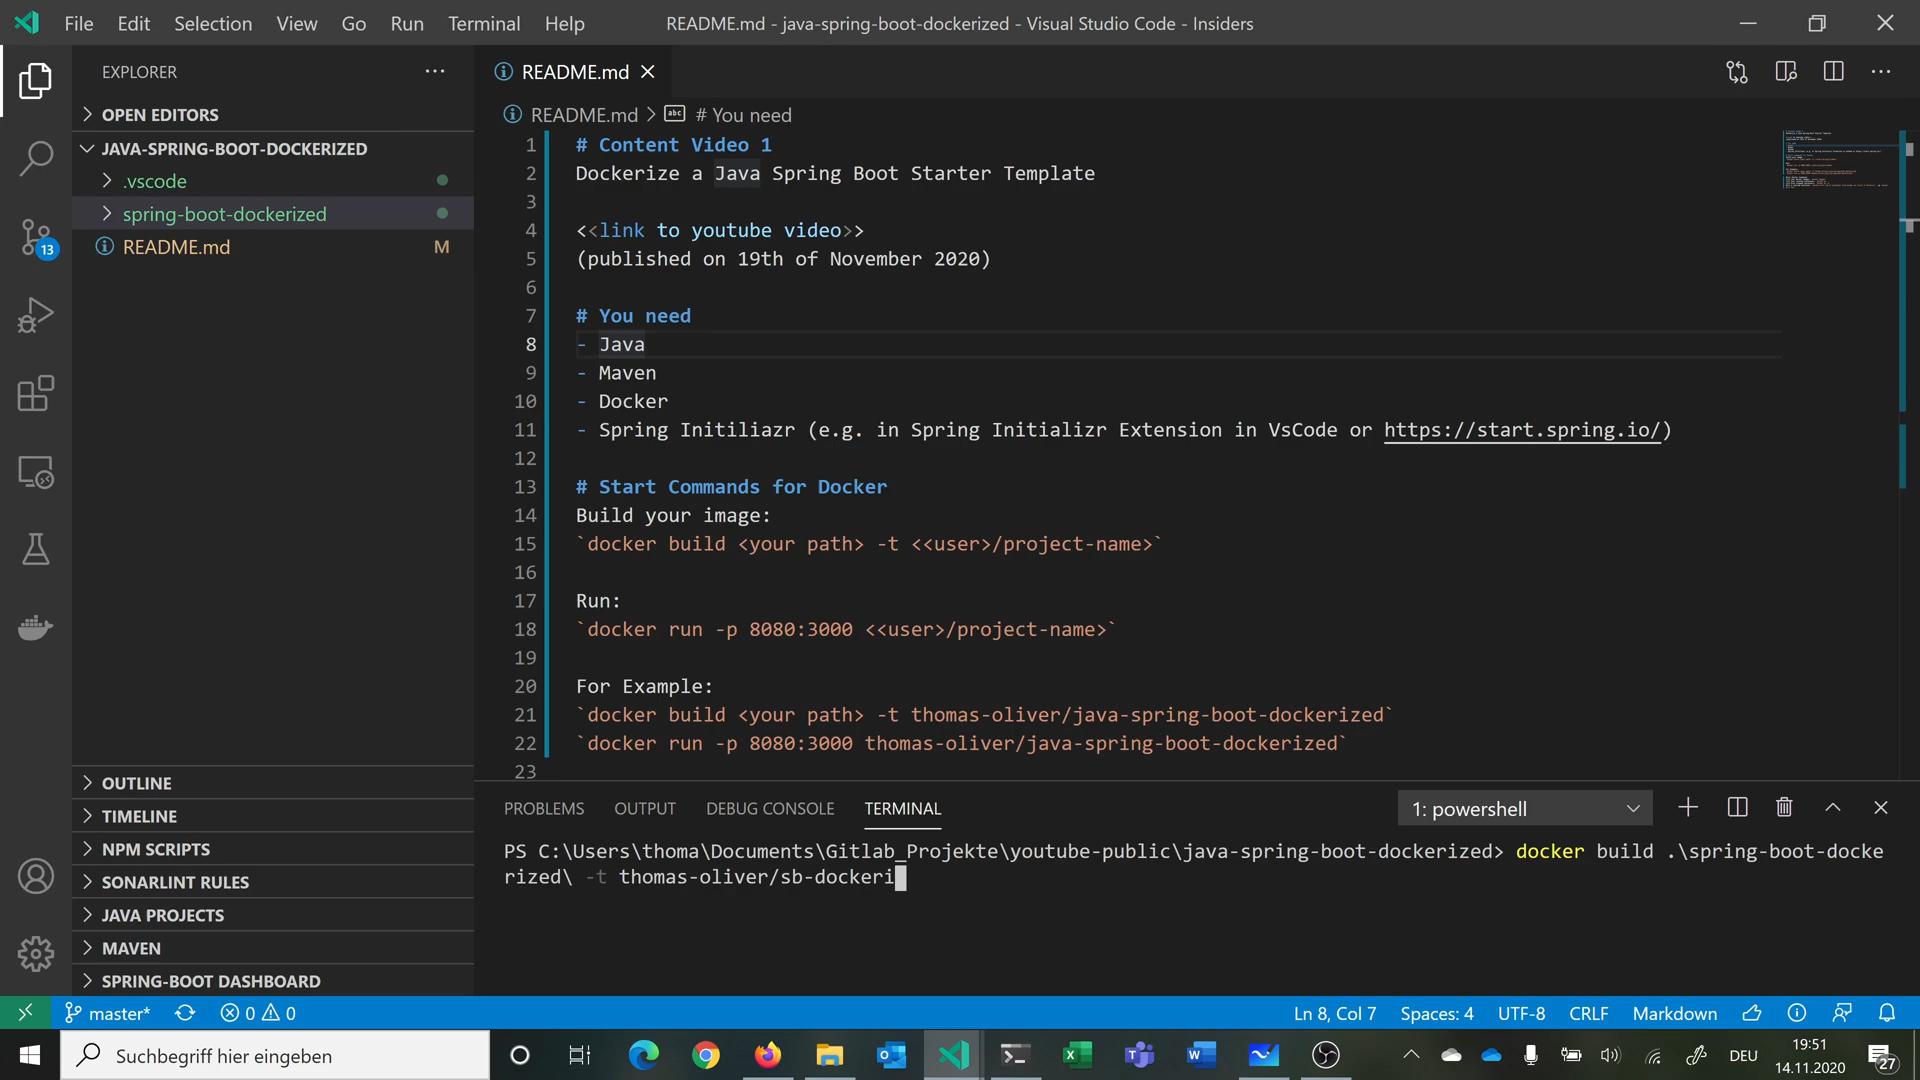 File Edit Selection View Go Run Terminal Help README.md - java-spring-boot-dockerized - Visual Studio Code - Insiders
EXPLORER
README.md
OPEN EDITORS
README.md > # You need
JAVA-SPRING-BOOT-DOCKERIZED
.vscode
spring-boot-dockerized
README.md M
13
1 # Content Video 1
2 Dockerize a Java Spring Boot Starter Template
3
4 <<link to youtube video>>
5 (published on 19th of November 2020)
6
7 # You need
8 - Java
9 - Maven
10 - Docker
11 - Spring Initiliazr (e.g. in Spring Initializr Extension in VsCode or https://start.spring.io/)
12
13 # Start Commands for Docker
14 Build your image:
15 `docker build <your path> -t <<user>/project-name>`
16
17 Run:
18 `docker run -p 8080:3000 <<user>/project-name>`
19
20 For Example:
21 `docker build <your path> -t thomas-oliver/java-spring-boot-dockerized`
22 `docker run -p 8080:3000 thomas-oliver/java-spring-boot-dockerized`
23
OUTLINE
TIMELINE
NPM SCRIPTS
SONARLINT RULES
JAVA PROJECTS
MAVEN
SPRING-BOOT DASHBOARD
PROBLEMS OUTPUT DEBUG CONSOLE TERMINAL 1: powershell
PS C:\Users\thoma\Documents\Gitlab_Projekte\youtube-public\java-spring-boot-dockerized> docker build .\spring-boot-docke
rized\ -t thomas-oliver/sb-dockeri
master* 0 0 Ln 8, Col 7 Spaces: 4 UTF-8 CRLF Markdown
Suchbegriff hier eingeben
DEU
19:51
14.11.2020
27